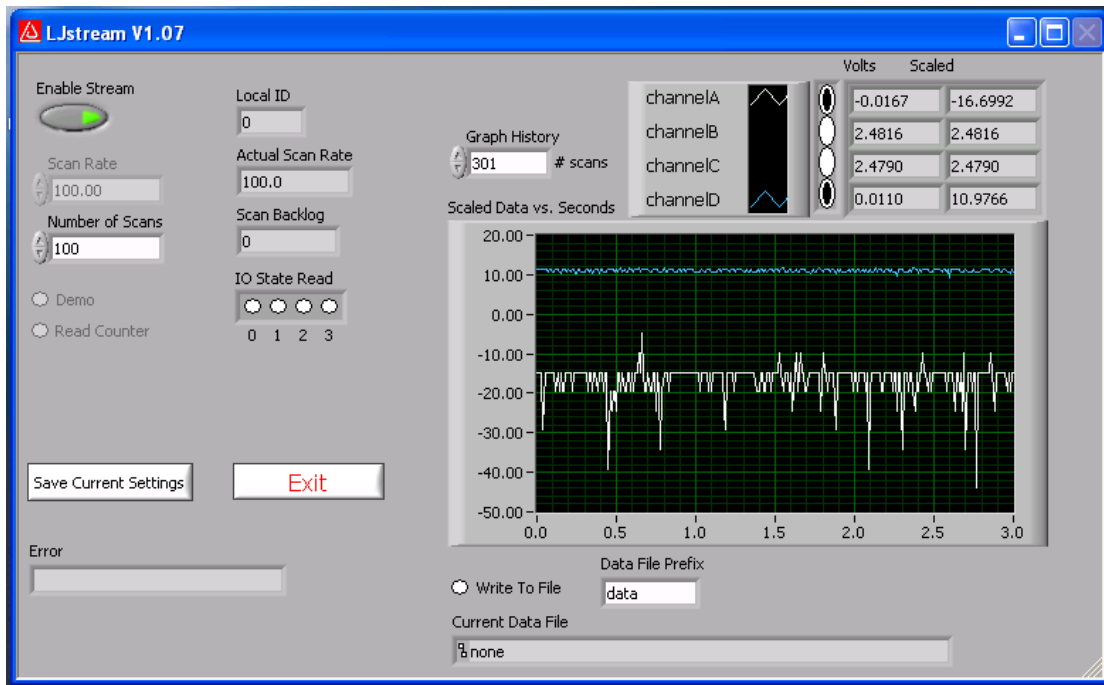 LJstream V1.07
Enable Stream
Scan Rate
100.00
Number of Scans
100
Demo
Read Counter
Local ID
0
Actual Scan Rate
100.0
Scan Backlog
0
IO State Read
0 1 2 3
Save Current Settings
Exit
Error
Graph History
301 # scans
Volts Scaled
channelA -0.0167 -16.6992
channelB 2.4816 2.4816
channelC 2.4790 2.4790
channelD 0.0110 10.9766
Scaled Data vs. Seconds
20.00
10.00
0.00
-10.00
-20.00
-30.00
-40.00
-50.00
0.0 0.5 1.0 1.5 2.0 2.5 3.0
Write To File
Data File Prefix
data
Current Data File
none